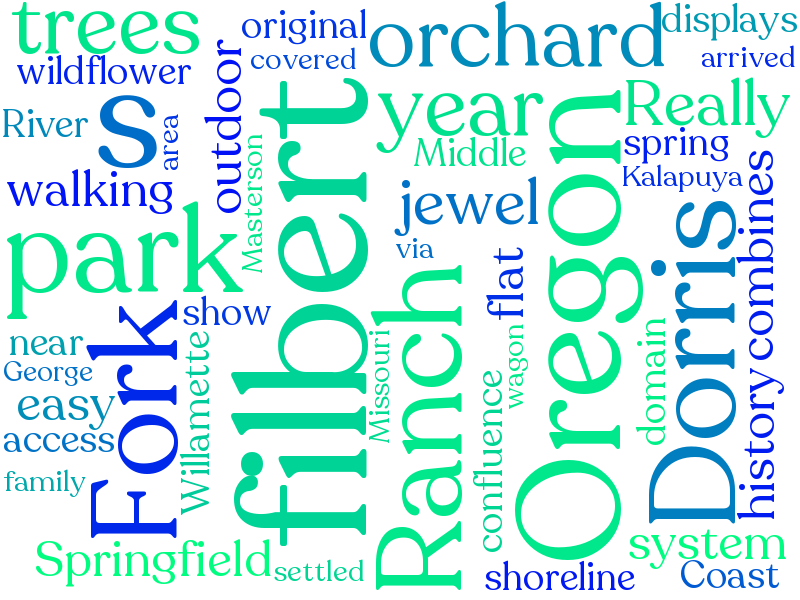 trees
original
orchard
displays
wildflower
covered
arrived
outdoor
s
River
area
filbert
year
Really
Middle
spring
Oregon
Masterson
walking
Kalapuya
jewel
combines
park
via
flat
Dorris
Fork
show
Ranch
near
Willamette
Missouri
wagon
domain
George
easy
confluence
history
access
family
Springfield
settled
system
shoreline
Coast